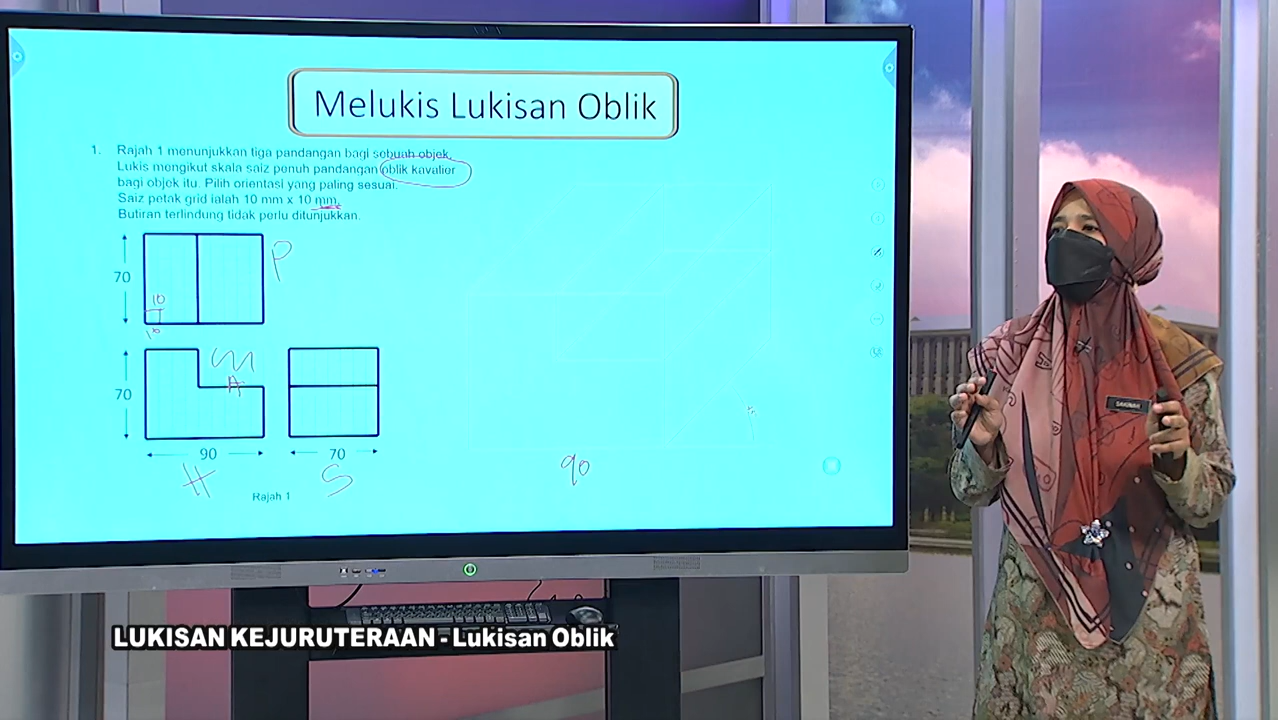 Melukis Lukisan Oblik
1. Rajah 1 menunjukkan tiga pandangan bagi sebuah objek.
Lukis mengikut skala saiz penuh pandangan oblik kavalier
bagi objek itu. Pilih orientasi yang paling sesuai.
Saiz petak grid ialah 10 mm x 10 mm.
Butiran terlindung tidak perlu ditunjukkan.
70
P
10
10
70
A
90
70
H
S
90
Rajah 1
SAKINAH
LUKISAN KEJURUTERAAN - Lukisan Oblik